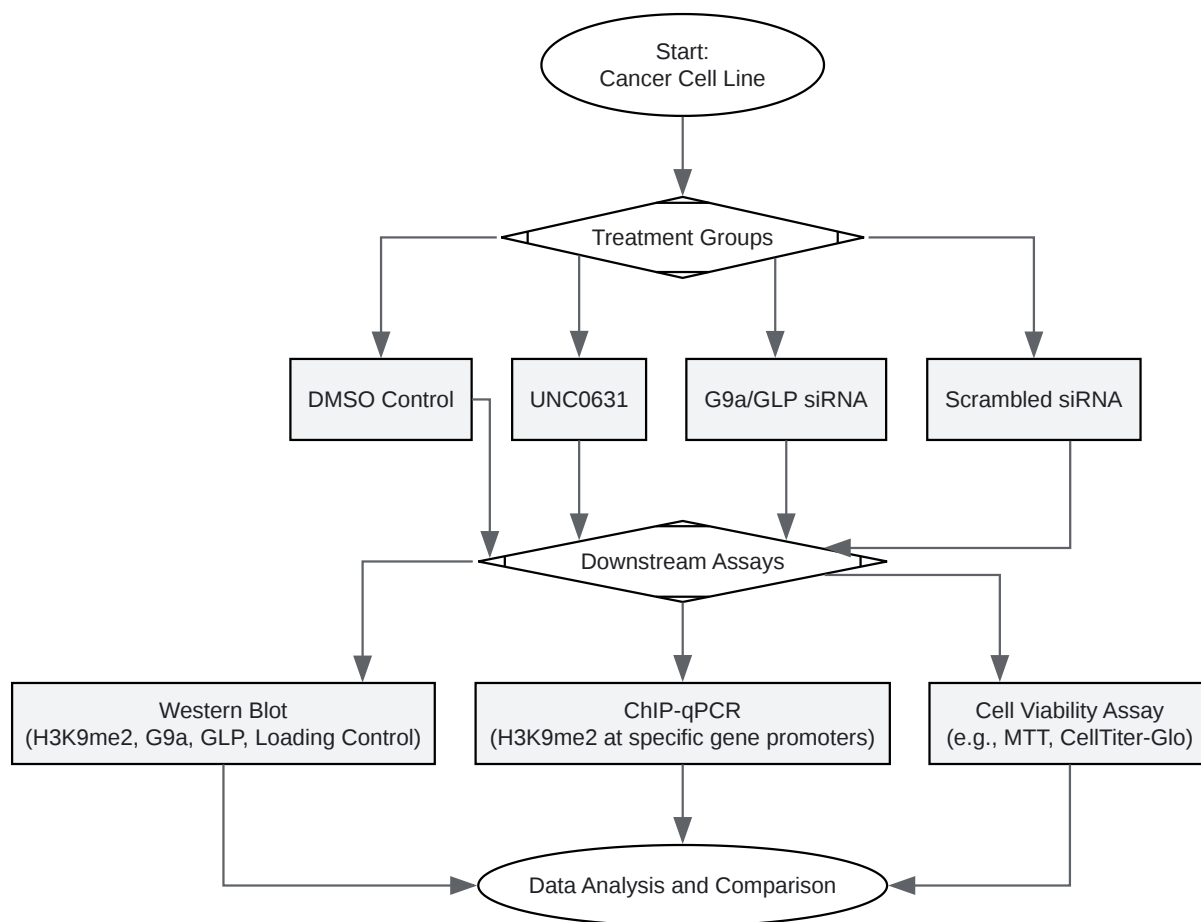 Start:
Cancer Cell Line
Treatment Groups
DMSO Control
UNC0631
G9a/GLP siRNA
Scrambled siRNA
Downstream Assays
Western Blot
(H3K9me2, G9a, GLP, Loading Control)
ChIP-qPCR
(H3K9me2 at specific gene promoters)
Cell Viability Assay
(e.g., MTT, CellTiter-Glo)
Data Analysis and Comparison